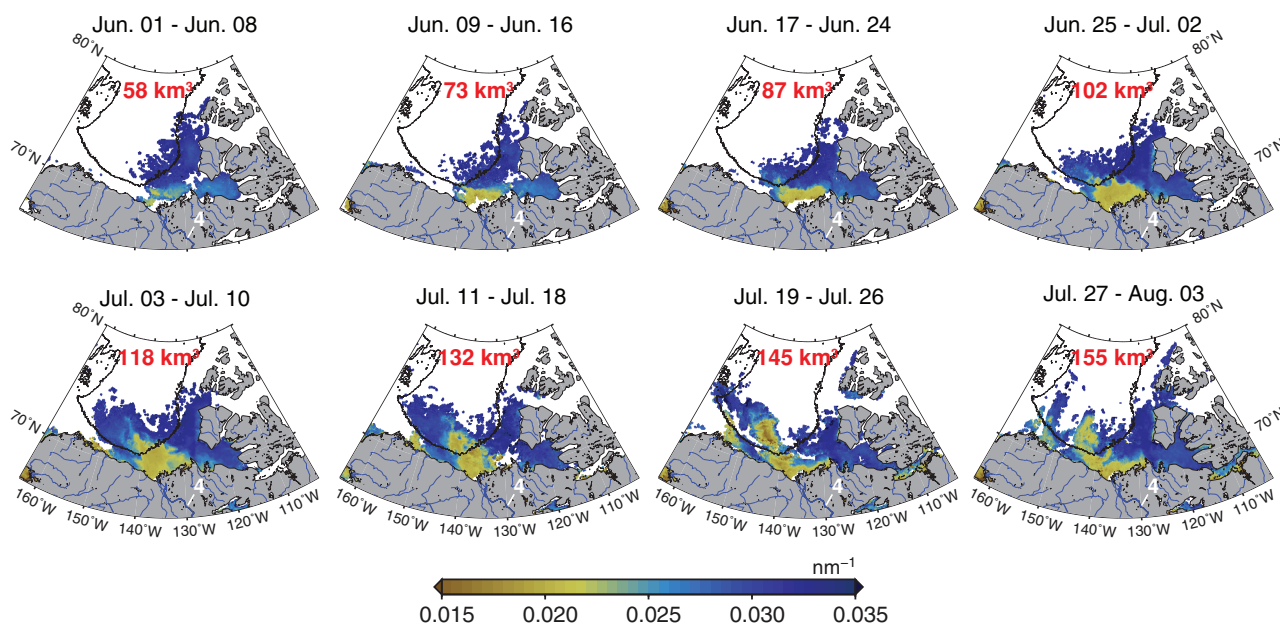 Jun. 01 - Jun. 08
Jun. 09 - Jun. 16
Jun. 17 - Jun. 24
Jun. 25 - Jul. 02
80˚N
80˚N
58 km³
73 km³
87 km³
102 km³
70˚N
70˚N
4
4
4
4
Jul. 03 - Jul. 10
Jul. 11 - Jul. 18
Jul. 19 - Jul. 26
Jul. 27 - Aug. 03
80˚N
80˚N
118 km³
132 km³
145 km³
155 km³
70˚N
70˚N
4
4
4
4
160˚W 150˚W 140˚W 130˚W 120˚W 110˚W
160˚W 150˚W 140˚W 130˚W 120˚W 110˚W
160˚W 150˚W 140˚W 130˚W 120˚W 110˚W
160˚W 150˚W 140˚W 130˚W 120˚W 110˚W
nm⁻¹
0.015 0.020 0.025 0.030 0.035